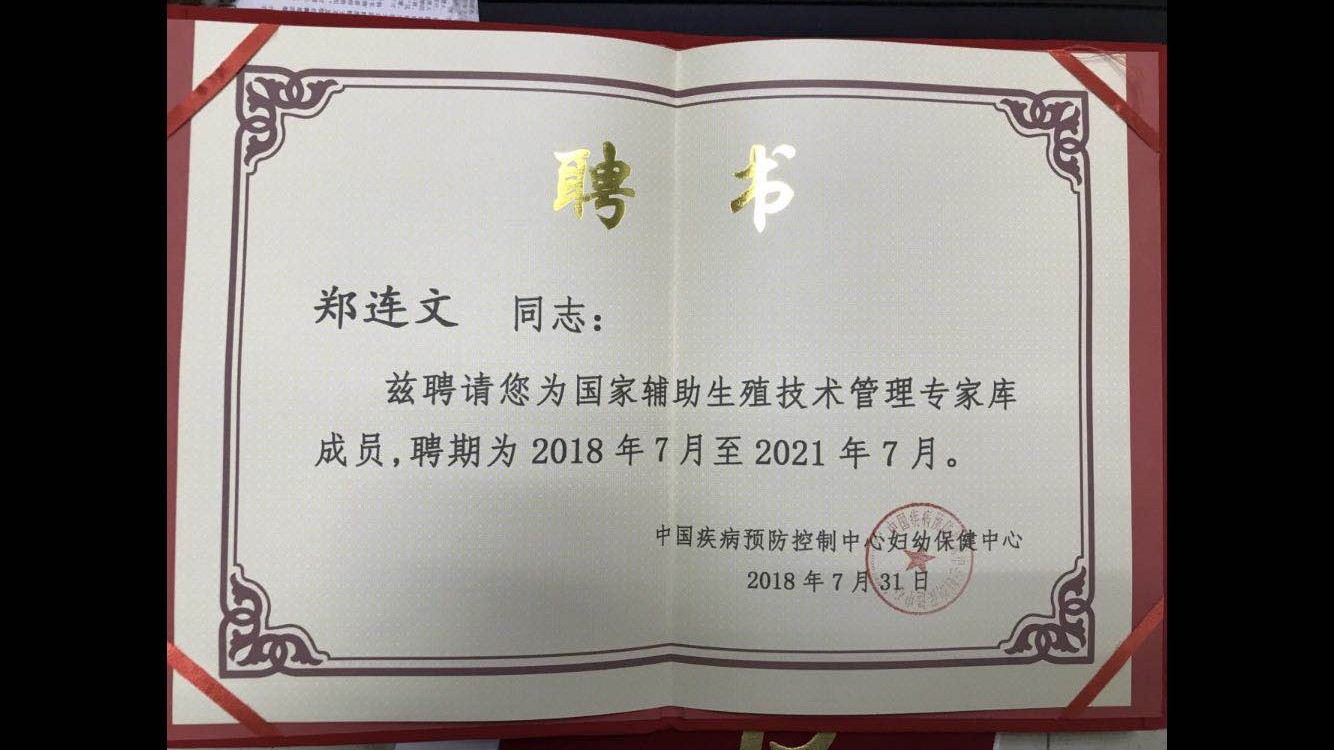 聘 书
郑连文 同志：
兹聘请您为国家辅助生殖技术管理专家库
成员，聘期为 2018 年 7 月至 2021 年 7 月。
中国疾病预防控制中心妇幼保健中心
2018 年 7 月 31 日